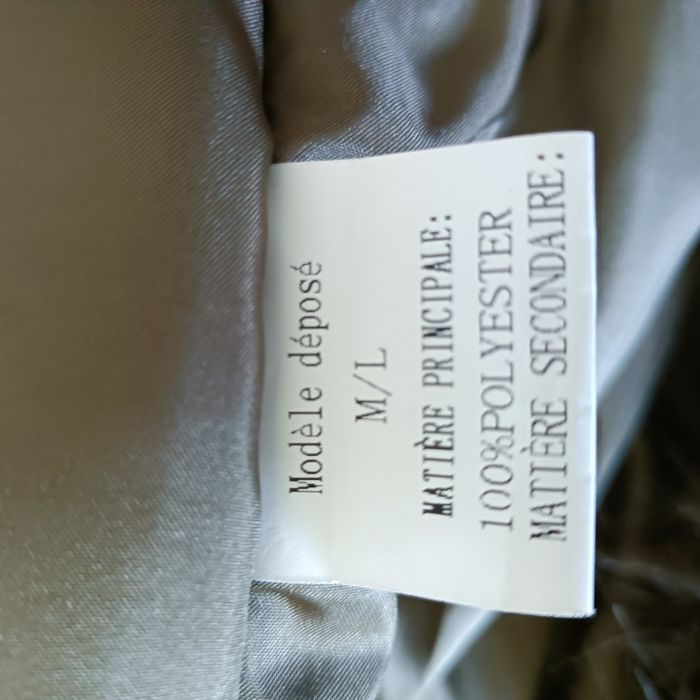 Modèle déposé
M/L
MATIÈRE PRINCIPALE:
100%POLYESTER
MATIÈRE SECONDAIRE: